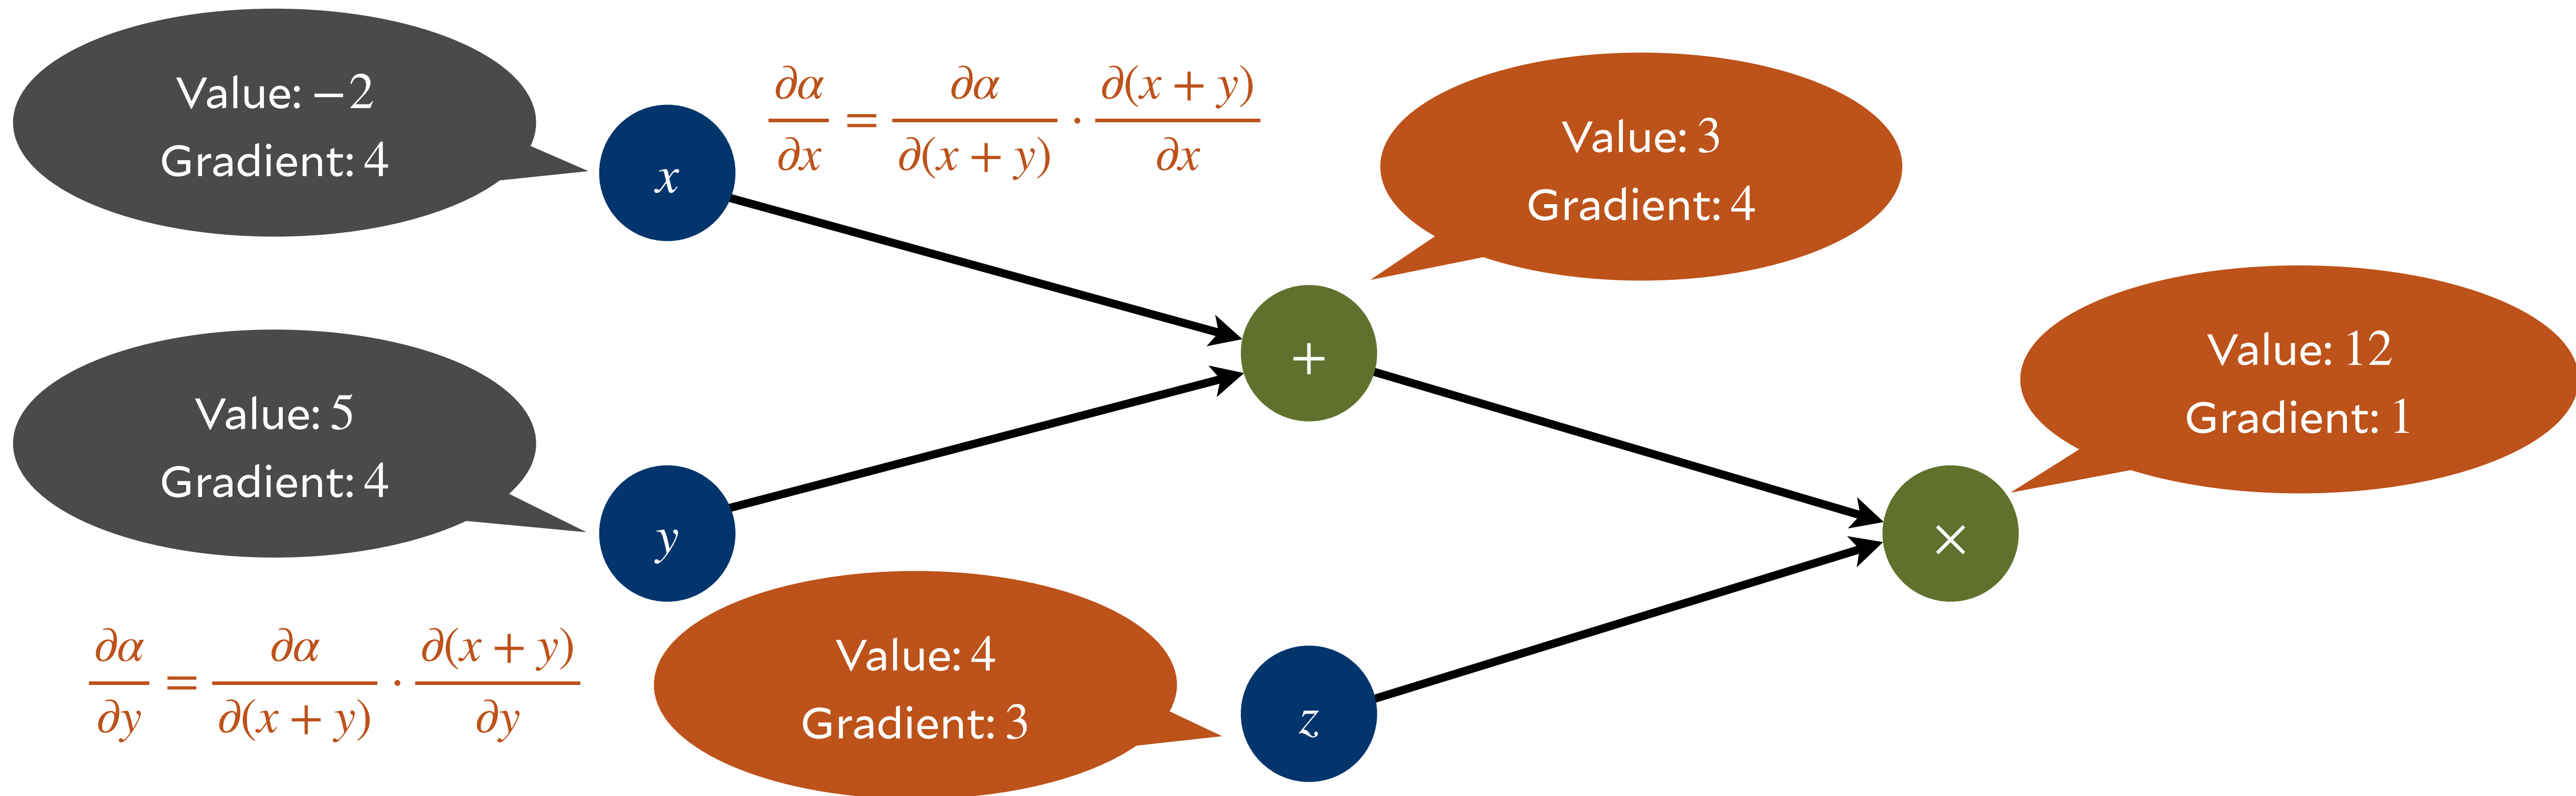 Value: −2
Gradient: 4
x
∂α/∂x = ∂α/∂(x + y) · ∂(x + y)/∂x
Value: 3
Gradient: 4
+
Value: 5
Gradient: 4
y
Value: 12
Gradient: 1
×
∂α/∂y = ∂α/∂(x + y) · ∂(x + y)/∂y
Value: 4
Gradient: 3
z